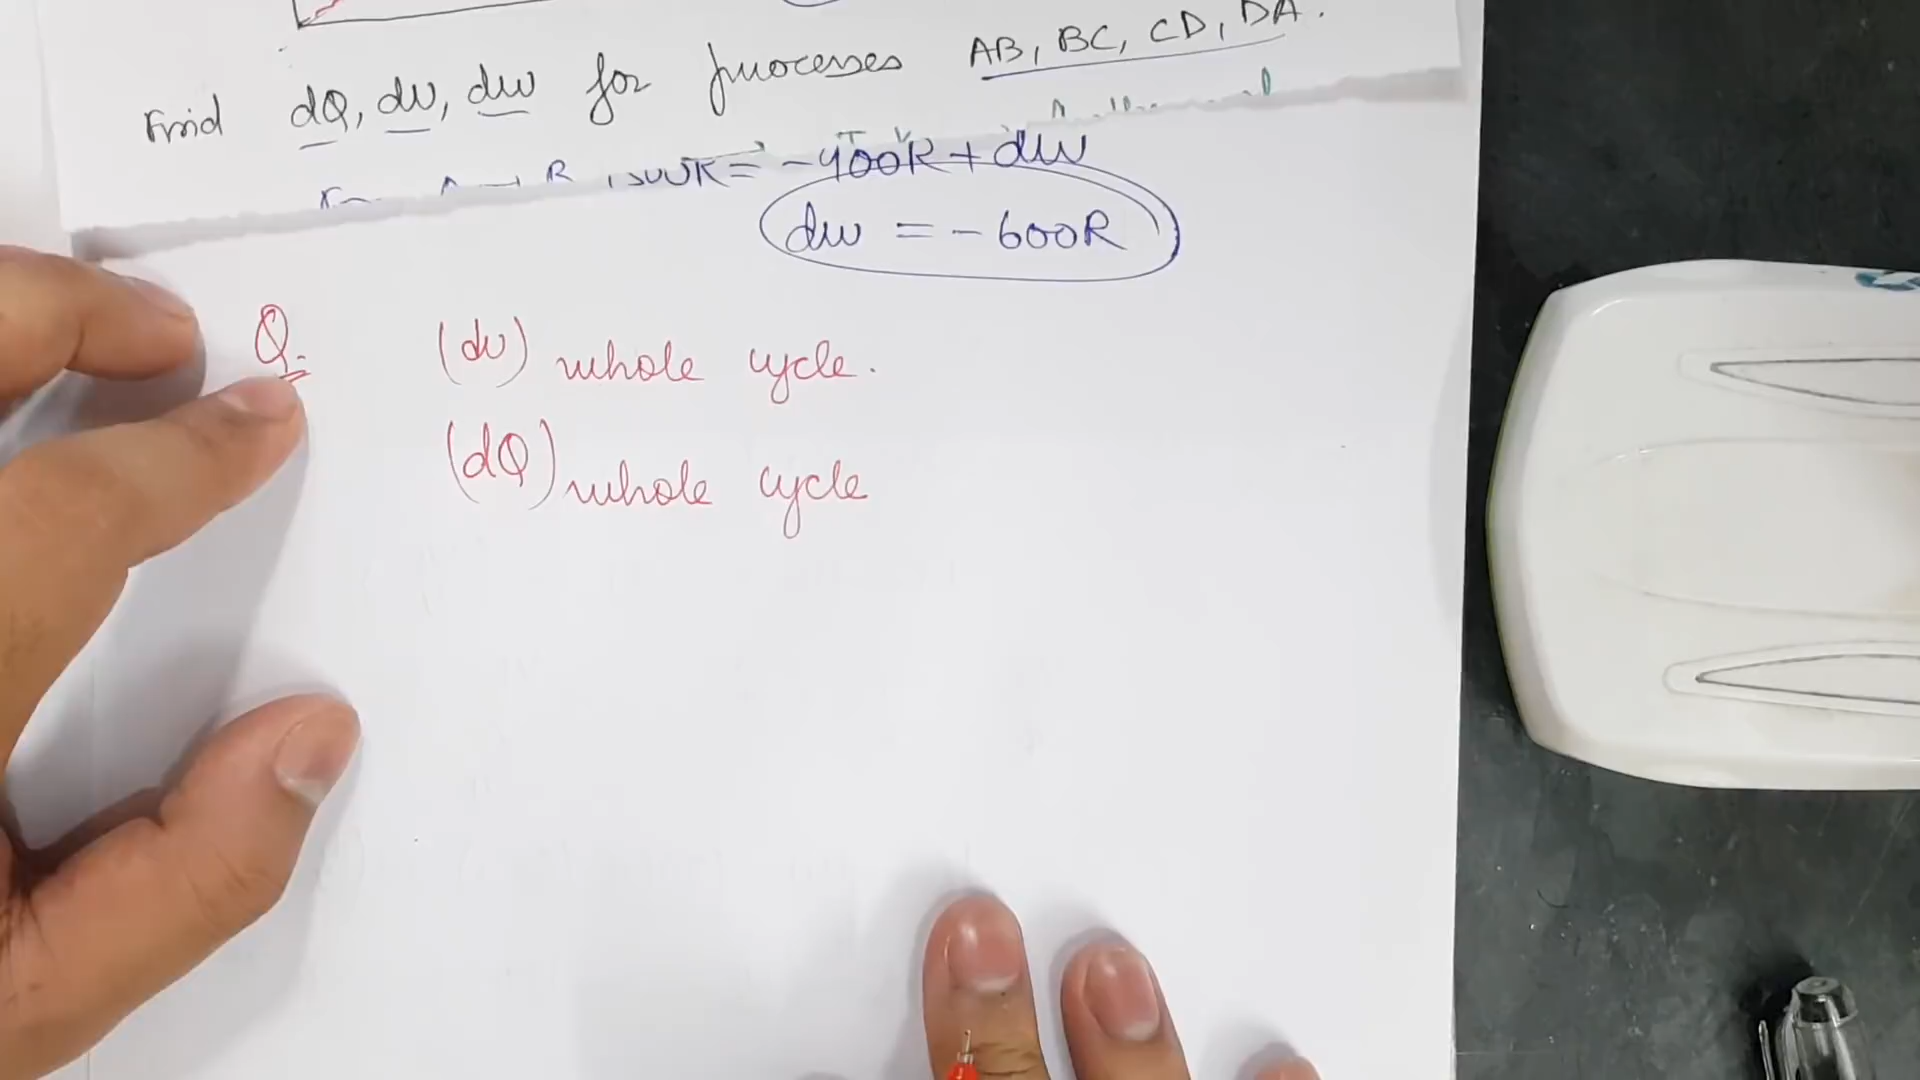 Find dQ, dU, dW for processes AB, BC, CD, DA.
= -900R + dW
dW = -600R
Q. (dU) whole cycle.
(dQ) whole cycle